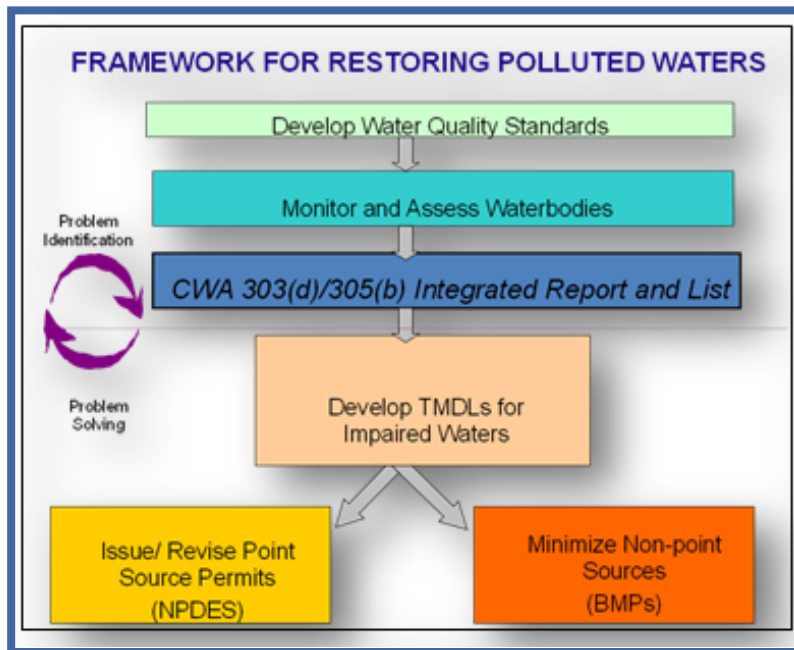 FRAMEWORK FOR RESTORING POLLUTED WATERS
Develop Water Quality Standards
Monitor and Assess Waterbodies
Problem
Identification
CWA 303(d)/305(b) Integrated Report and List
Problem
Solving
Develop TMDLs for
Impaired Waters
Issue/ Revise Point
Source Permits
(NPDES)
Minimize Non-point
Sources
(BMPs)